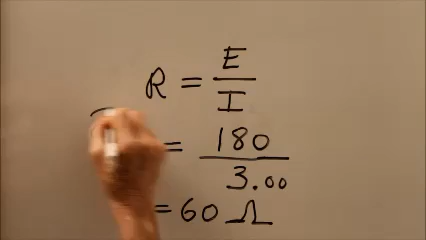 R = E / I
= 180 / 3.00
= 60 Ω